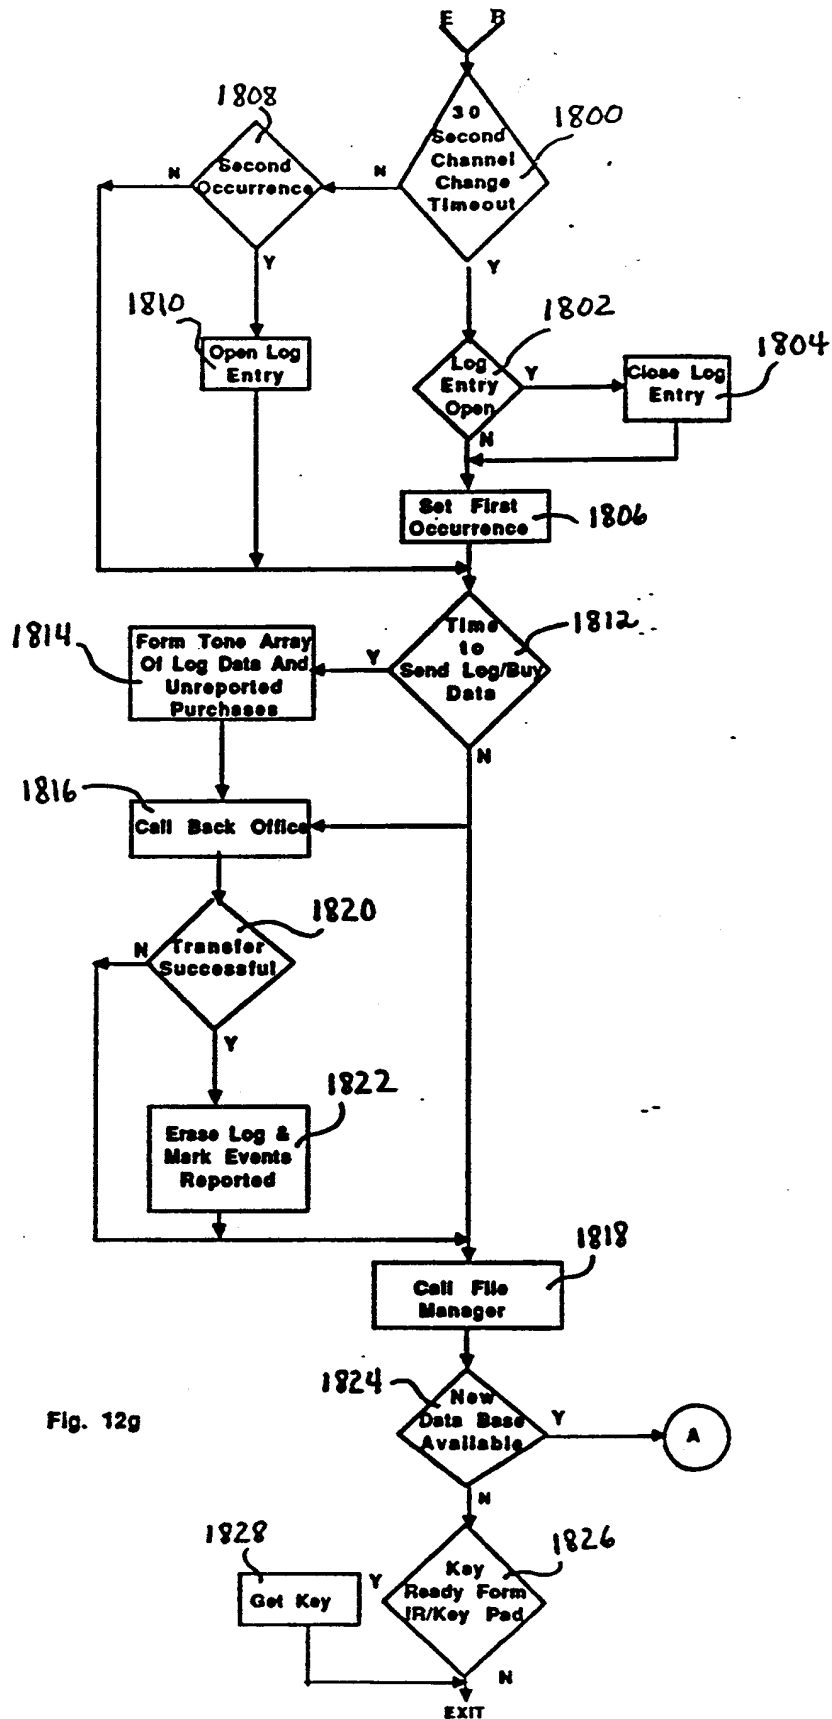 E B
1808
30
Second
Channel
Change
Timeout
1800
Second
Occurrence
N
N
Y
Y
1810
1802
1804
Open Log
Entry
Log
Entry
Open
Y
Close Log
Entry
N
Set First
Occurrence
1806
1814
Form Tone Array
Of Log Data And
Unreported
Purchases
Y
Time
to
Send Log/Buy
Data
1812
N
1816
Call Back Office
1820
N
Transfer
Successful
Y
1822
Erase Log &
Mark Events
Reported
1818
Call File
Manager
1824
New
Data Base
Available
Y
A
Fig. 12g
N
1828
1826
Get Key
Y
Key
Ready Form
IR/Key Pad
N
EXIT